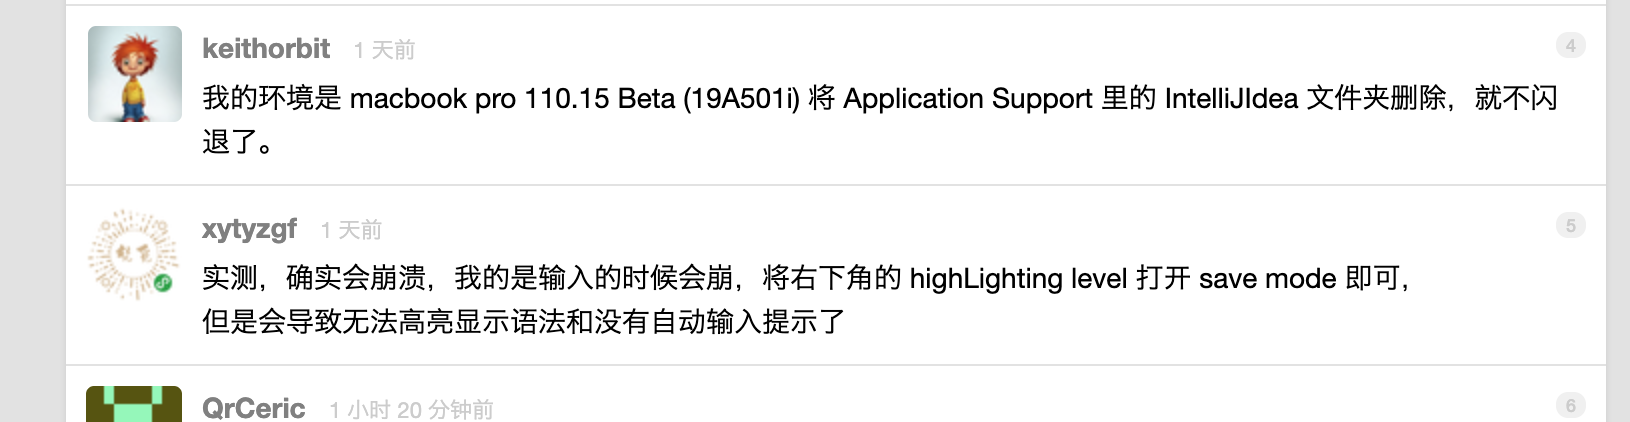 keithorbit 1 天前 4
我的环境是 macbook pro 110.15 Beta (19A501i) 将 Application Support 里的 IntelliJIdea 文件夹删除，就不闪
退了。
xytyzgf 1 天前 5
实测，确实会崩溃，我的是输入的时候会崩，将右下角的 highLighting level 打开 save mode 即可，
但是会导致无法高亮显示语法和没有自动输入提示了
QrCeric 1 小时 20 分钟前 6